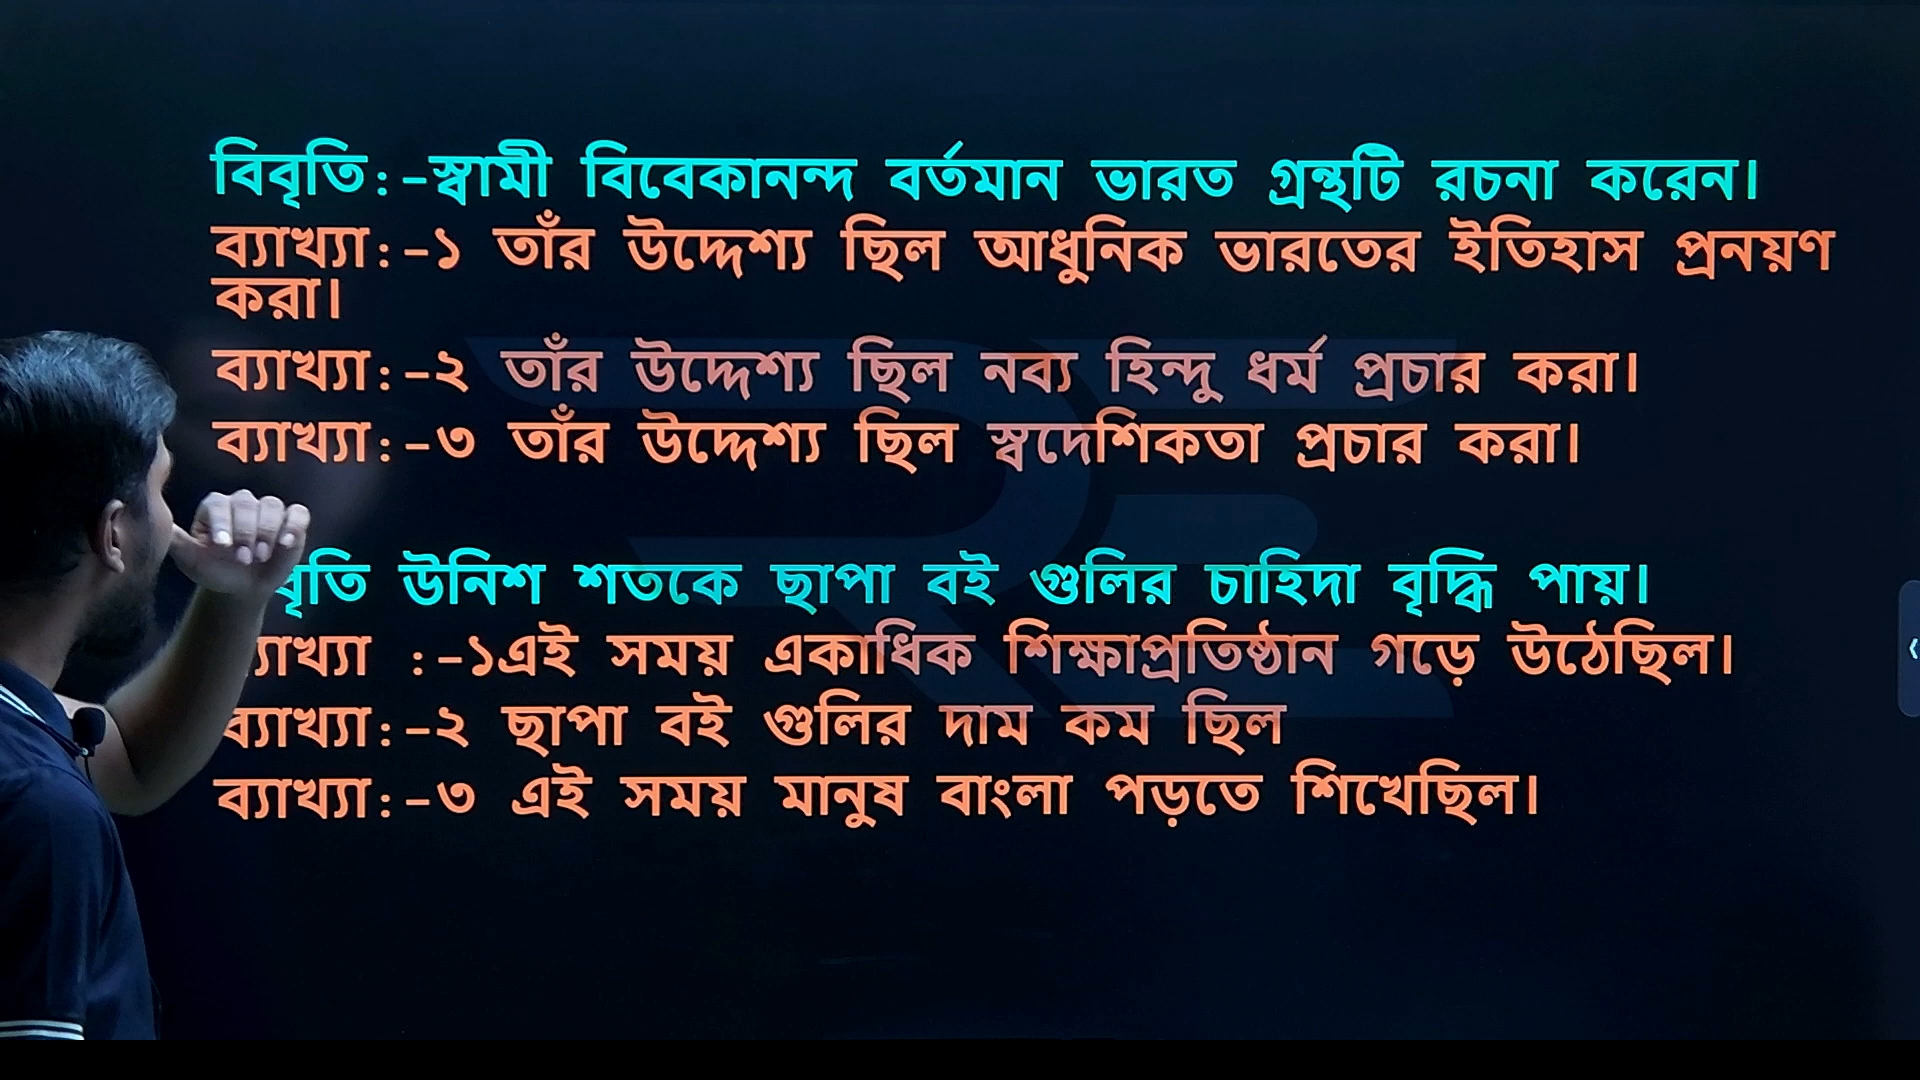 বিবৃতি:-স্বামী বিবেকানন্দ বর্তমান ভারত গ্রন্থটি রচনা করেন।
ব্যাখ্যা:-১ তাঁর উদ্দেশ্য ছিল আধুনিক ভারতের ইতিহাস প্রনয়ণ
করা।
ব্যাখ্যা:-২ তাঁর উদ্দেশ্য ছিল নব্য হিন্দু ধর্ম প্রচার করা।
ব্যাখ্যা:-৩ তাঁর উদ্দেশ্য ছিল স্বদেশিকতা প্রচার করা।
উনিশ শতকে ছাপা বই গুলির চাহিদা বৃদ্ধি পায়।
ব্যাখ্যা :-১এই সময় একাধিক শিক্ষাপ্রতিষ্ঠান গড়ে উঠেছিল।
ব্যাখ্যা:-২ ছাপা বই গুলির দাম কম ছিল
ব্যাখ্যা:-৩ এই সময় মানুষ বাংলা পড়তে শিখেছিল।